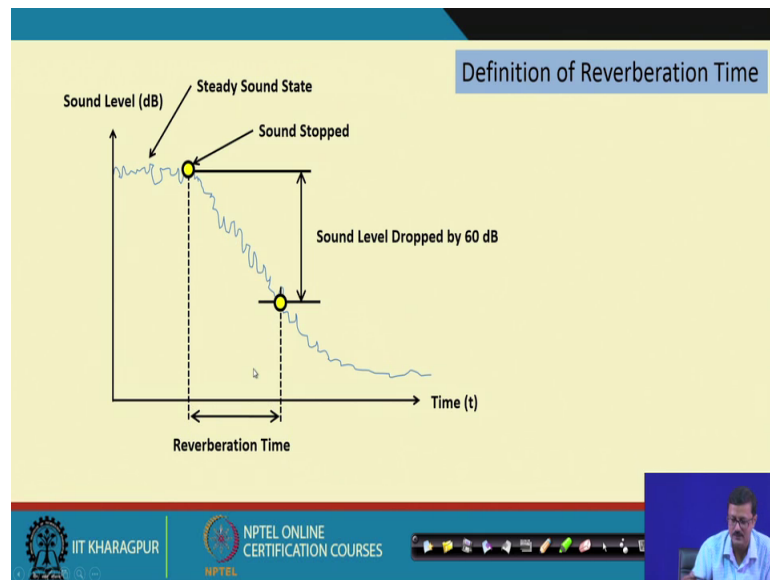 Definition of Reverberation Time
Steady Sound State
Sound Level (dB)
Sound Stopped
Sound Level Dropped by 60 dB
Time (t)
Reverberation Time
IIT KHARAGPUR
NPTEL
NPTEL ONLINE
CERTIFICATION COURSES